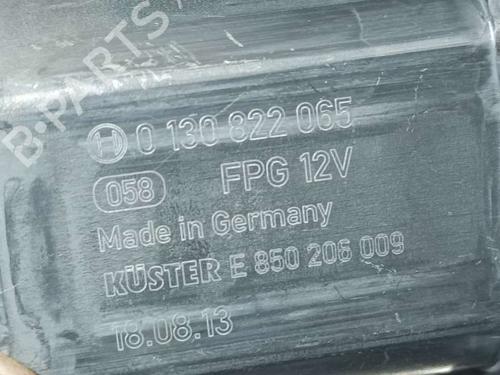 B-PARTS
0 130 822 065
058 FPG 12V
Made in Germany
KÜSTER E 850 206 009
18.08.13